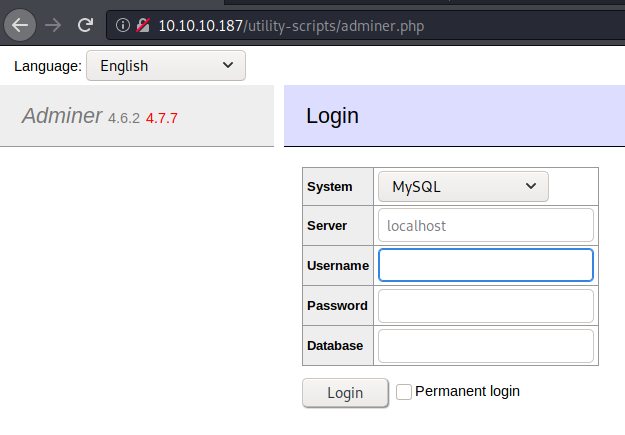 10.10.10.187/utility-scripts/adminer.php
Language: English
Adminer 4.6.2 4.7.7
Login
System MySQL
Server localhost
Username
Password
Database
Login Permanent login